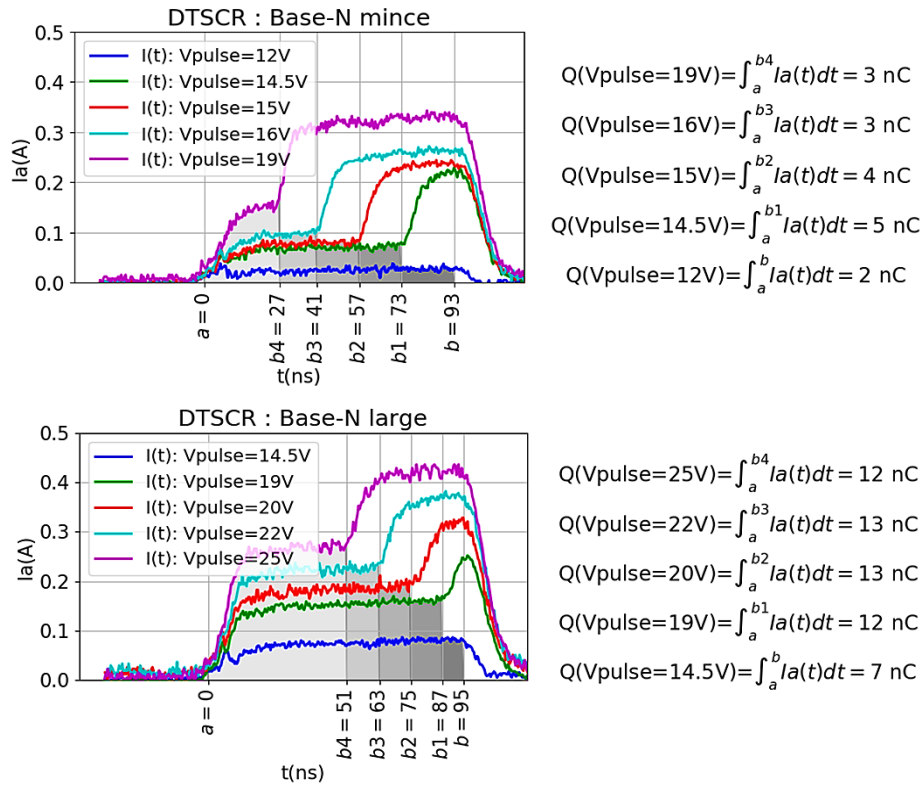 DTSCR : Base-N mince
0.5
0.4
0.3
0.2
0.1
0.0
Ia(A)
I(t): Vpulse=12V
I(t): Vpulse=14.5V
I(t): Vpulse=15V
I(t): Vpulse=16V
I(t): Vpulse=19V
a = 0
b4 = 27
b3 = 41
b2 = 57
b1 = 73
b = 93
t(ns)
Q(Vpulse=19V)=∫_a^b4 Ia(t)dt = 3 nC
Q(Vpulse=16V)=∫_a^b3 Ia(t)dt = 3 nC
Q(Vpulse=15V)=∫_a^b2 Ia(t)dt = 4 nC
Q(Vpulse=14.5V)=∫_a^b1 Ia(t)dt = 5 nC
Q(Vpulse=12V)=∫_a^b Ia(t)dt = 2 nC
DTSCR : Base-N large
0.5
0.4
0.3
0.2
0.1
0.0
Ia(A)
I(t): Vpulse=14.5V
I(t): Vpulse=19V
I(t): Vpulse=20V
I(t): Vpulse=22V
I(t): Vpulse=25V
a = 0
b4 = 51
b3 = 63
b2 = 75
b1 = 87
b = 95
t(ns)
Q(Vpulse=25V)=∫_a^b4 Ia(t)dt = 12 nC
Q(Vpulse=22V)=∫_a^b3 Ia(t)dt = 13 nC
Q(Vpulse=20V)=∫_a^b2 Ia(t)dt = 13 nC
Q(Vpulse=19V)=∫_a^b1 Ia(t)dt = 12 nC
Q(Vpulse=14.5V)=∫_a^b Ia(t)dt = 7 nC